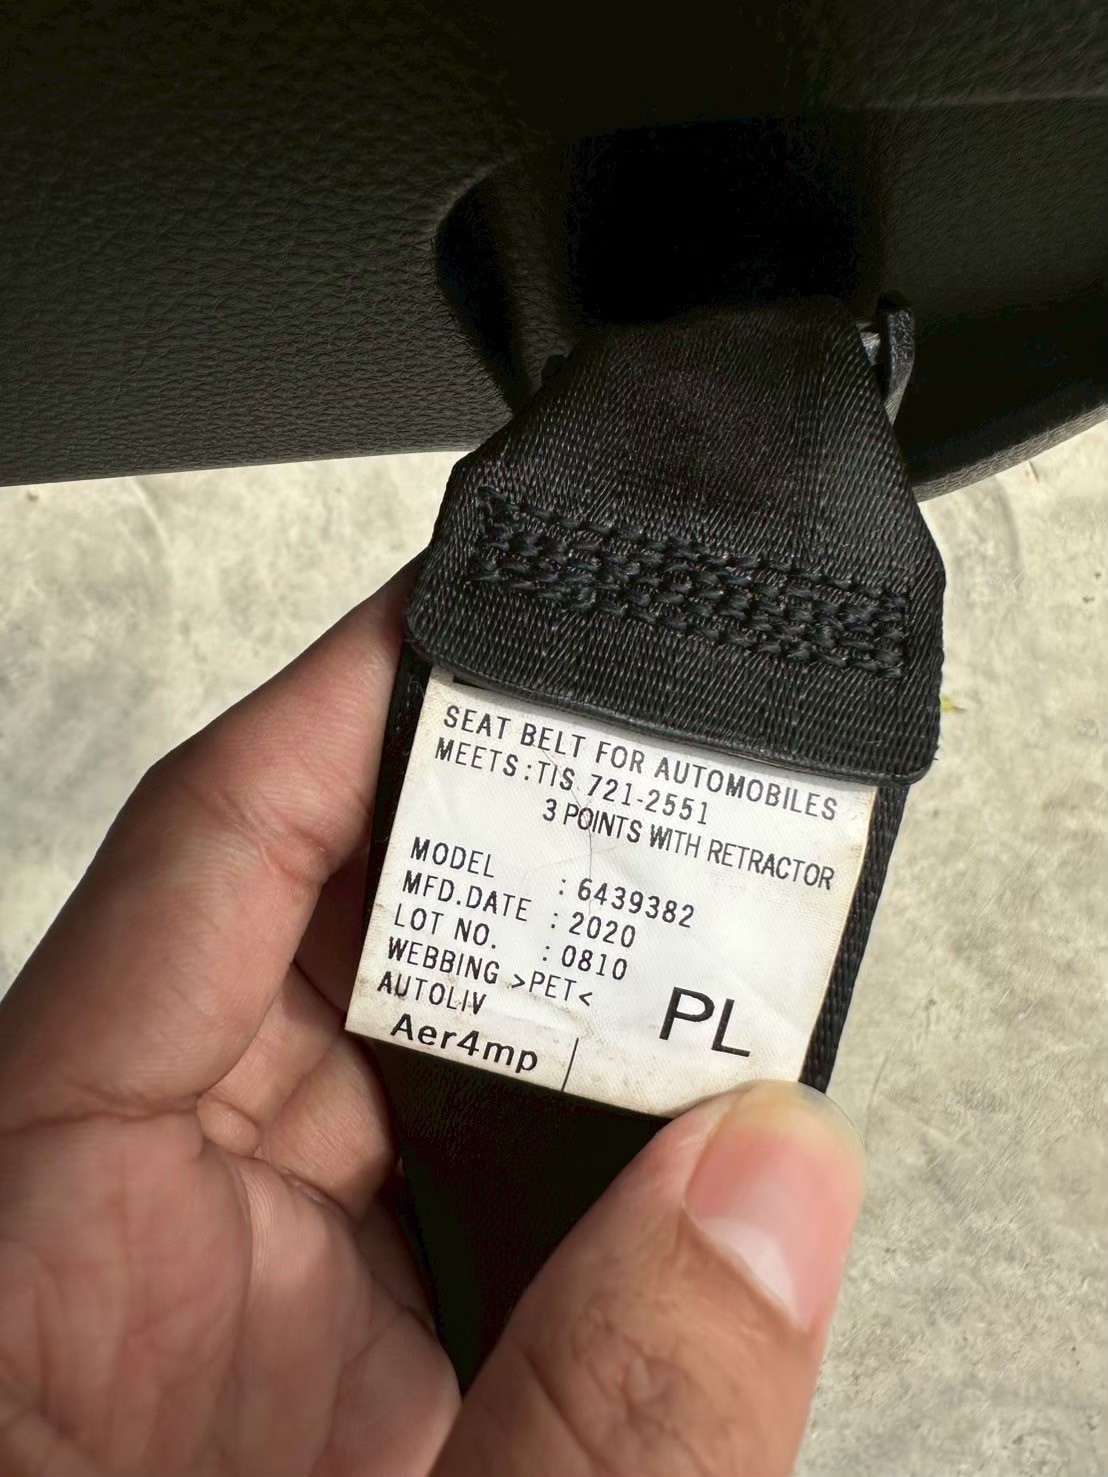 SEAT BELT FOR AUTOMOBILES
MEETS:TIS 721-2551
3 POINTS WITH RETRACTOR
MODEL : 6439382
MFD.DATE : 2020
LOT NO. : 0810
WEBBING >PET<
AUTOLIV
PL
Aer4mp